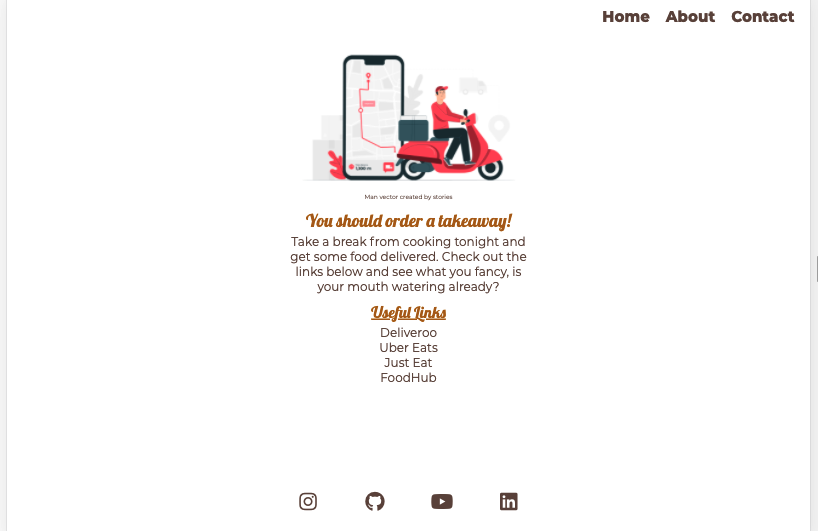 Home About Contact
Man vector created by stories
You should order a takeaway!
Take a break from cooking tonight and
get some food delivered. Check out the
links below and see what you fancy, is
your mouth watering already?
Useful Links
Deliveroo
Uber Eats
Just Eat
FoodHub